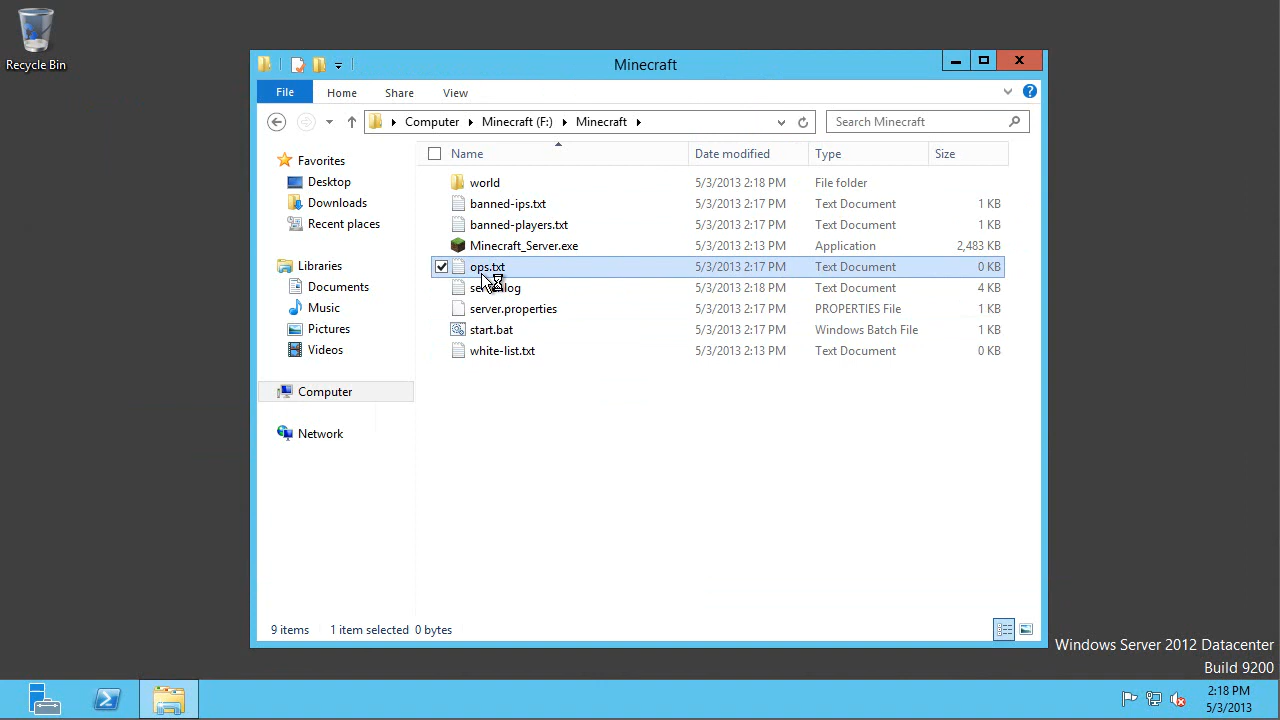 Recycle Bin
Minecraft
File Home Share View
Computer Minecraft (F:) Minecraft
Search Minecraft
Name Date modified Type Size
Favorites
Desktop
Downloads
Recent places
Libraries
Documents
Music
Pictures
Videos
Computer
Network
world 5/3/2013 2:18 PM File folder
banned-ips.txt 5/3/2013 2:17 PM Text Document 1 KB
banned-players.txt 5/3/2013 2:17 PM Text Document 1 KB
Minecraft_Server.exe 5/3/2013 2:13 PM Application 2,483 KB
ops.txt 5/3/2013 2:17 PM Text Document 0 KB
5/3/2013 2:18 PM Text Document 4 KB
server.properties 5/3/2013 2:17 PM PROPERTIES File 1 KB
start.bat 5/3/2013 2:17 PM Windows Batch File 1 KB
white-list.txt 5/3/2013 2:13 PM Text Document 0 KB
9 items 1 item selected 0 bytes
Windows Server 2012 Datacenter
Build 9200
2:18 PM
5/3/2013